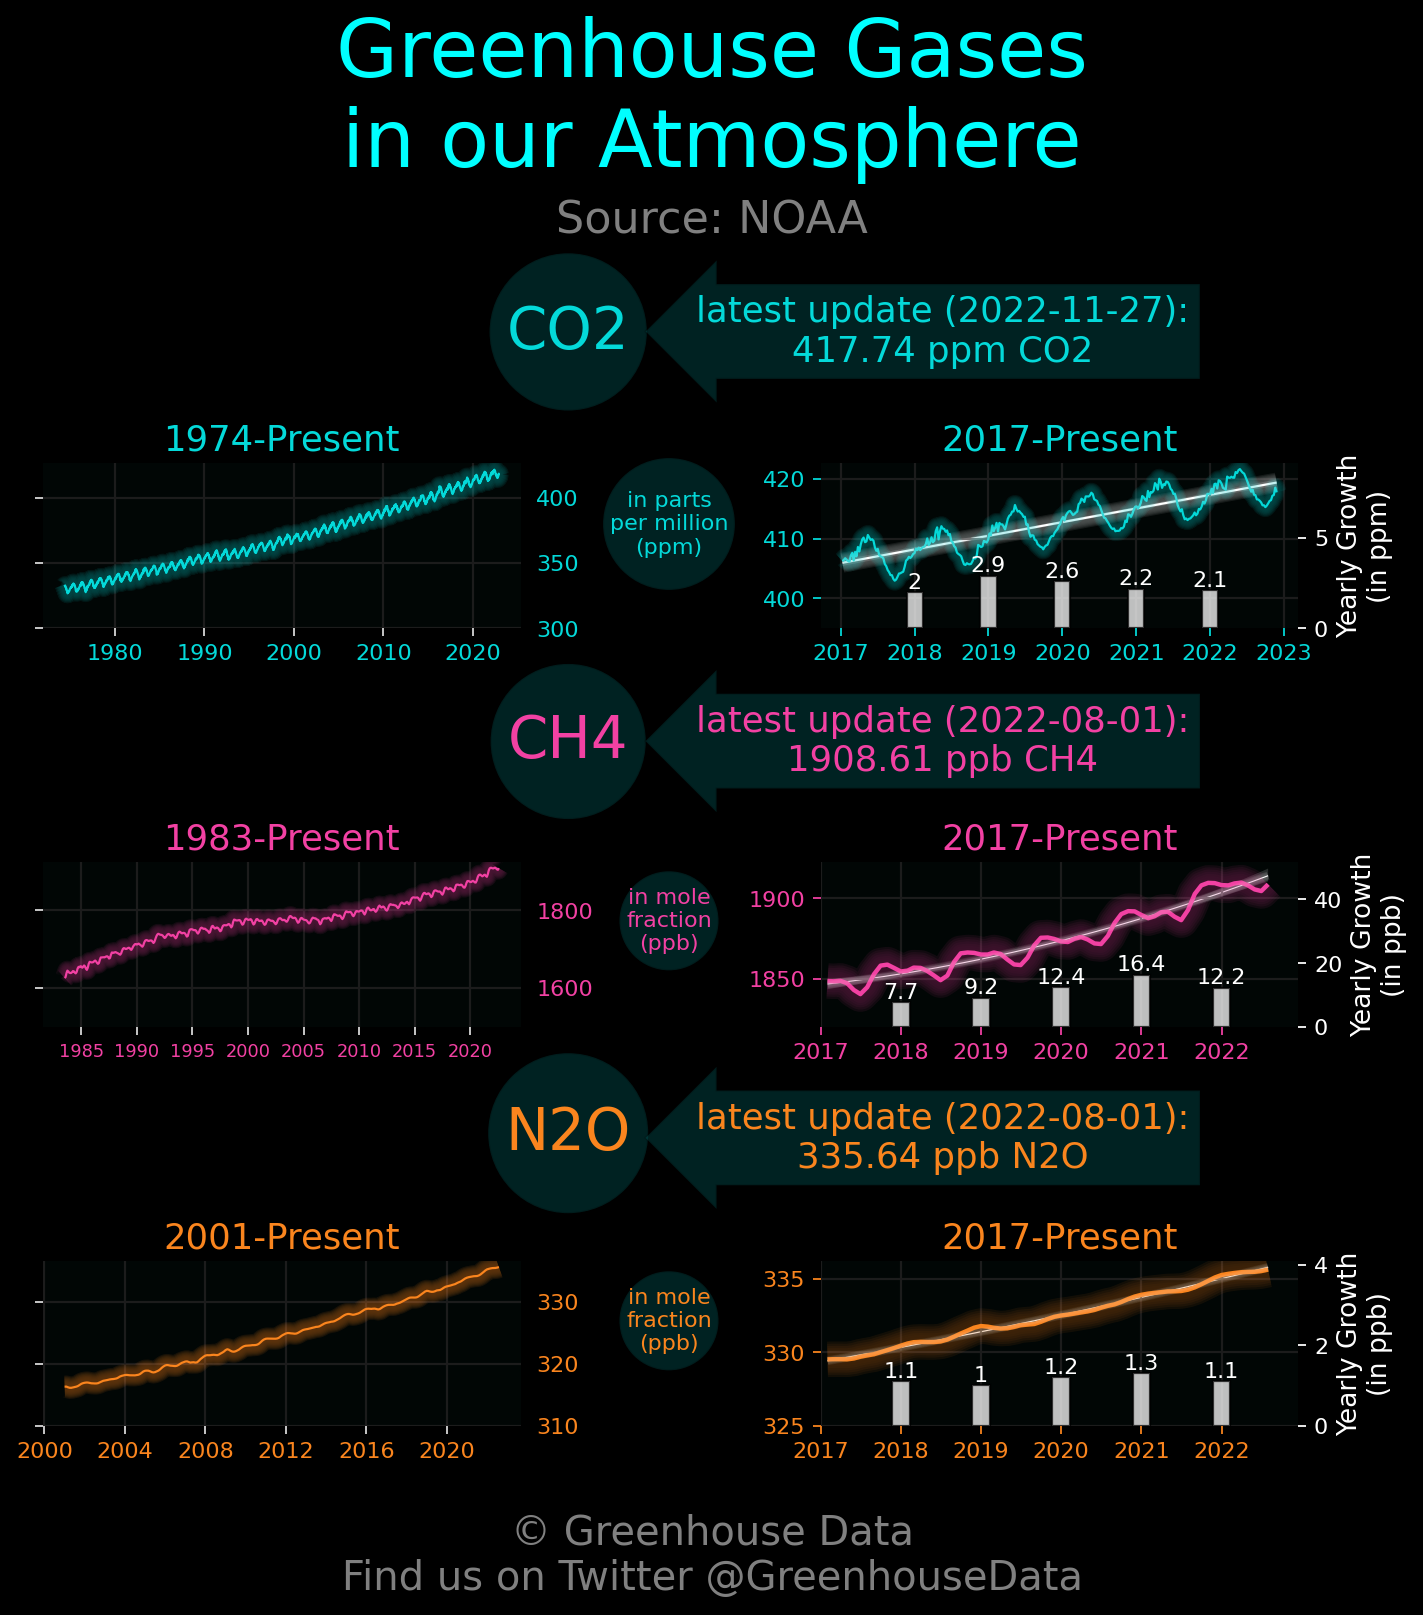 Greenhouse Gases
in our Atmosphere
Source: NOAA
CO2
latest update (2022-11-27):
417.74 ppm CO2
1974-Present
400
350
300
1980 1990 2000 2010 2020
in parts
per million
(ppm)
2017-Present
420
410
400
2 2.9 2.6 2.2 2.1
2017 2018 2019 2020 2021 2022 2023
5
0
Yearly Growth
(in ppm)
CH4
latest update (2022-08-01):
1908.61 ppb CH4
1983-Present
1800
1600
1985 1990 1995 2000 2005 2010 2015 2020
in mole
fraction
(ppb)
2017-Present
1900
1850
7.7 9.2 12.4 16.4 12.2
2017 2018 2019 2020 2021 2022
40
20
0
Yearly Growth
(in ppb)
N2O
latest update (2022-08-01):
335.64 ppb N2O
2001-Present
330
320
310
2000 2004 2008 2012 2016 2020
in mole
fraction
(ppb)
2017-Present
335
330
325
1.1 1 1.2 1.3 1.1
2017 2018 2019 2020 2021 2022
4
2
0
Yearly Growth
(in ppb)
© Greenhouse Data
Find us on Twitter @GreenhouseData